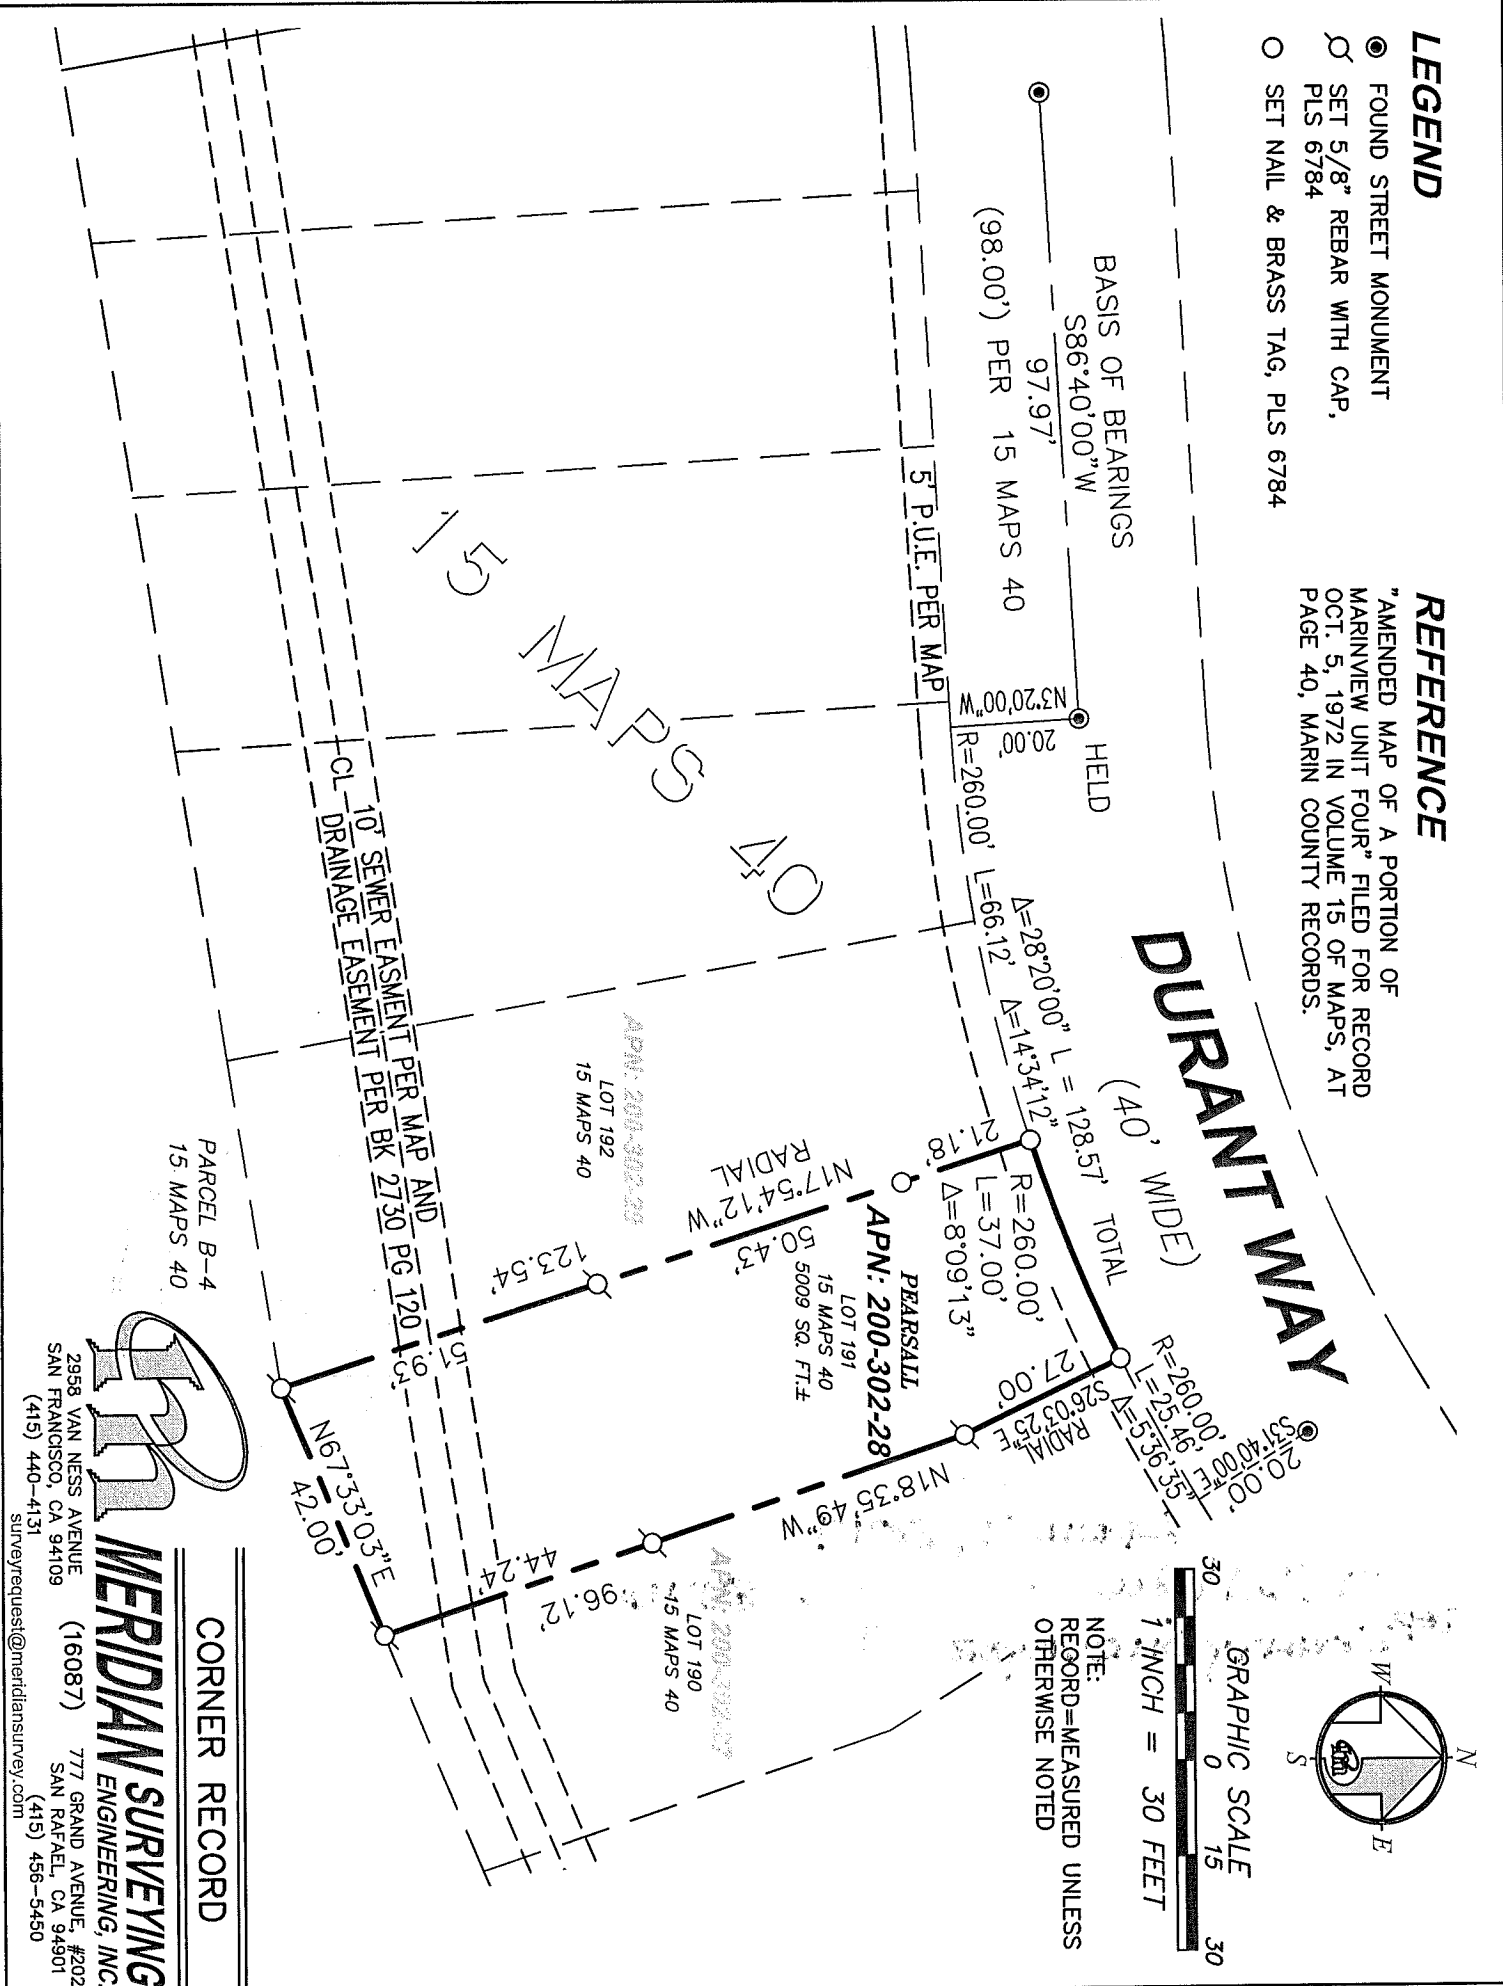 LEGEND
FOUND STREET MONUMENT
SET 5/8" REBAR WITH CAP,
PLS 6784
SET NAIL & BRASS TAG, PLS 6784
REFERENCE
"AMENDED MAP OF A PORTION OF
MARINVIEW UNIT FOUR" FILED FOR RECORD
OCT. 5, 1972 IN VOLUME 15 OF MAPS, AT
PAGE 40, MARIN COUNTY RECORDS.
N
W
E
S
GRAPHIC SCALE
30 0 15 30
1 INCH = 30 FEET
NOTE:
RECORD=MEASURED UNLESS
OTHERWISE NOTED
BASIS OF BEARINGS
S86°40'00"W
97.97'
(98.00') PER 15 MAPS 40
HELD
N3°20'00"W
20.00'
DURANT WAY
(40' WIDE)
Δ=28°20'00" L = 128.57' TOTAL
R=260.00' L=66.12' Δ=14°34'12"
R=260.00'
L=37.00'
Δ=8°09'13"
R=260.00'
L=25.46'
Δ=5°36'35"
20.00'
S31°40'00"E
5' P.U.E. PER MAP
15 MAPS 40
21.18'
27.00'
S26°03'25"E
RADIAL
PEARSALL
APN: 200-302-28
LOT 191
15 MAPS 40
5009 SQ. FT.±
50.43'
N17°54'12"W
RADIAL
123.54'
51.93'
N18°35'49"W
96.12'
44.24'
APN: 200-302-29
LOT 192
15 MAPS 40
LOT 190
15 MAPS 40
CL 10' SEWER EASMENT PER MAP AND
DRAINAGE EASEMENT PER BK 2730 PG 120
N67°33'03"E
42.00'
PARCEL B-4
15 MAPS 40
CORNER RECORD
MERIDIAN SURVEYING
ENGINEERING, INC.
2958 VAN NESS AVENUE
SAN FRANCISCO, CA 94109
(415) 440-4131
(16087)
777 GRAND AVENUE, #202
SAN RAFAEL, CA 94901
(415) 456-5450
surveyrequest@meridiansurvey.com